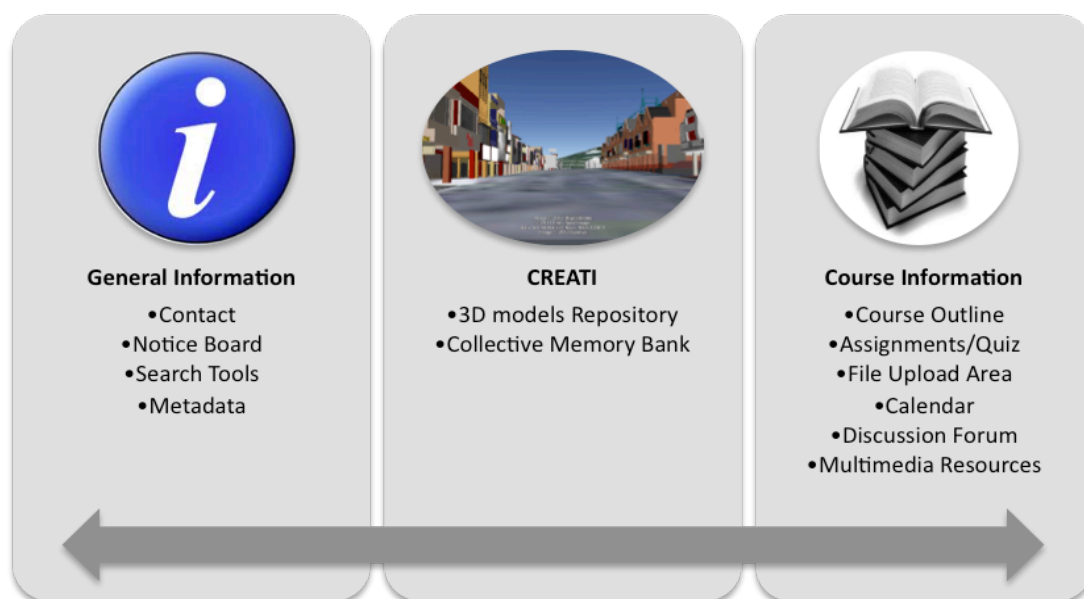 i
General Information
•Contact
•Notice Board
•Search Tools
•Metadata
CREATI
•3D models Repository
•Collective Memory Bank
Course Information
•Course Outline
•Assignments/Quiz
•File Upload Area
•Calendar
•Discussion Forum
•Multimedia Resources